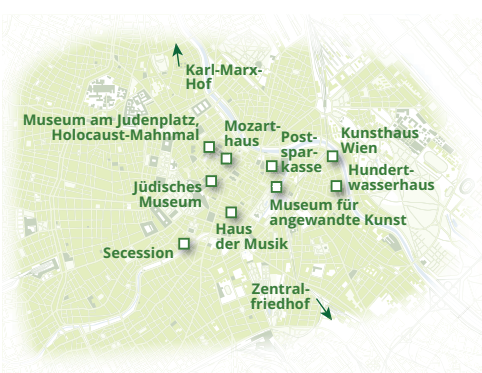 Karl-Marx-
Hof
Museum am Judenplatz,
Holocaust-Mahnmal
Mozart-
haus
Post-
spar-
kasse
Kunsthaus
Wien
Hundert-
wasserhaus
Jüdisches
Museum
Museum für
angewandte Kunst
Haus
der Musik
Secession
Zentral-
friedhof